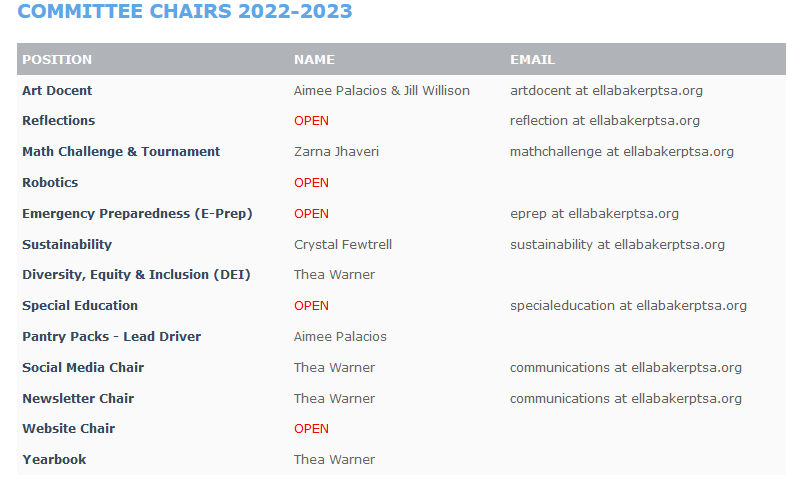 COMMITTEE CHAIRS 2022-2023
POSITION NAME EMAIL
Art Docent Aimee Palacios & Jill Willison artdocent at ellabakerptsa.org
Reflections OPEN reflection at ellabakerptsa.org
Math Challenge & Tournament Zarna Jhaveri mathchallenge at ellabakerptsa.org
Robotics OPEN
Emergency Preparedness (E-Prep) OPEN eprep at ellabakerptsa.org
Sustainability Crystal Fewtrell sustainability at ellabakerptsa.org
Diversity, Equity & Inclusion (DEI) Thea Warner
Special Education OPEN specialeducation at ellabakerptsa.org
Pantry Packs - Lead Driver Aimee Palacios
Social Media Chair Thea Warner communications at ellabakerptsa.org
Newsletter Chair Thea Warner communications at ellabakerptsa.org
Website Chair OPEN
Yearbook Thea Warner